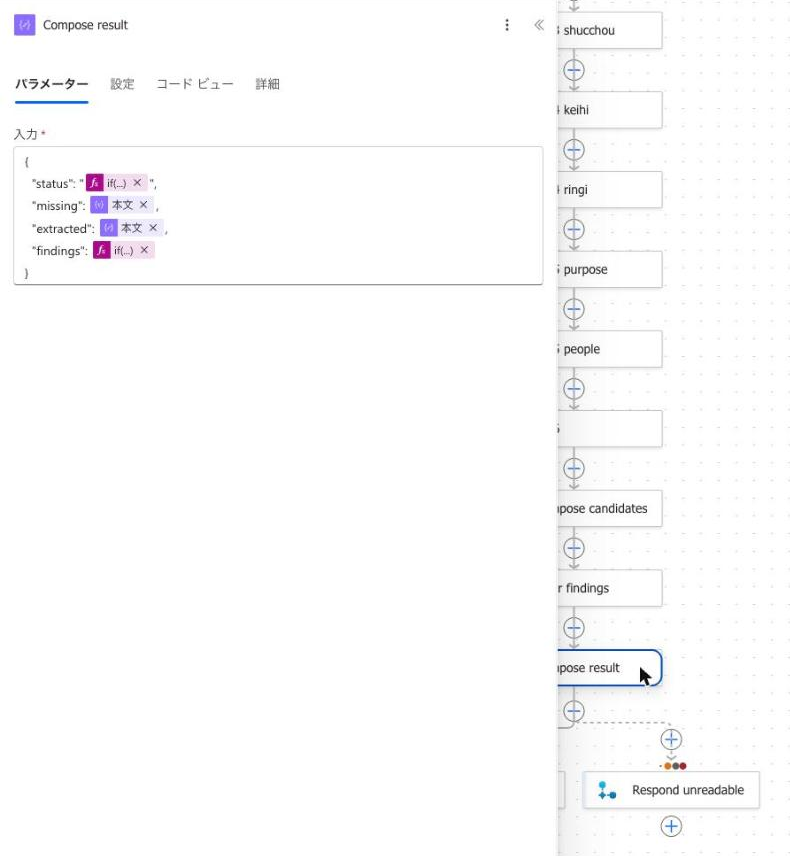 Compose result
パラメーター 設定 コード ビュー 詳細
入力 *
{
"status": " if(...) × ",
"missing": 本文 × ,
"extracted": 本文 × ,
"findings": if(...) ×
}
shucchou
keihi
ringi
purpose
people
pose candidates
r findings
pose result
Respond unreadable